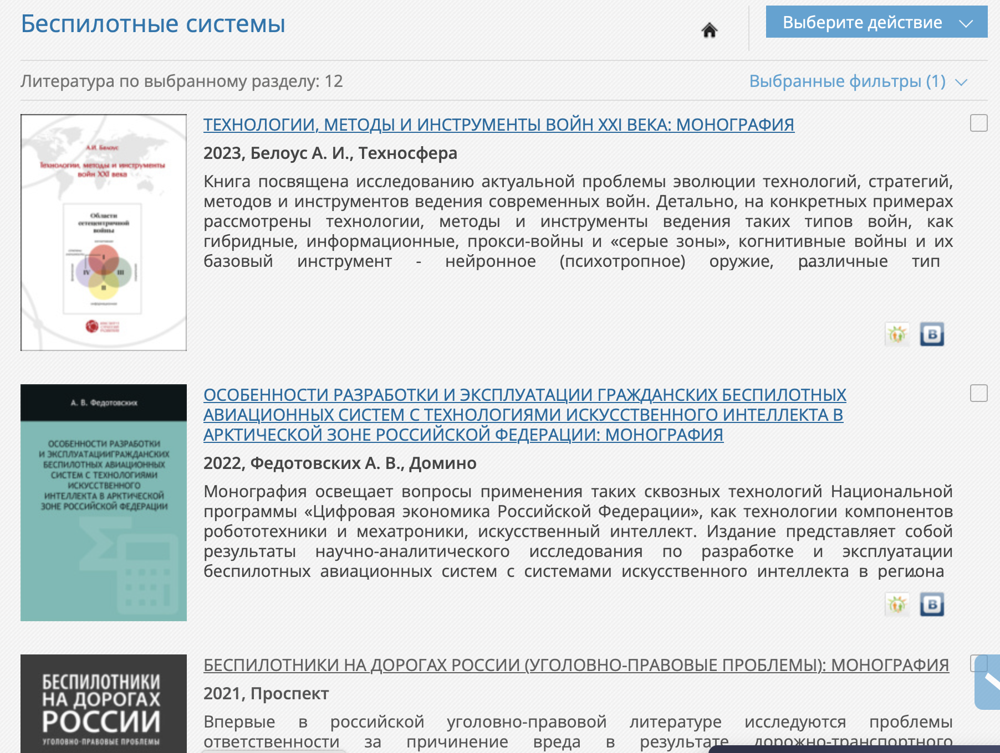 Беспилотные системы
Выберите действие
Литература по выбранному разделу: 12
Выбранные фильтры (1)
А.И. Белоус
Технологии, методы и инструменты
войн XXI века
Области
сетецентричной
войны
I
IV
III
II
ТЕХНОЛОГИИ, МЕТОДЫ И ИНСТРУМЕНТЫ ВОЙН XXI ВЕКА: МОНОГРАФИЯ
2023, Белоус А. И., Техносфера
Книга посвящена исследованию актуальной проблемы эволюции технологий, стратегий,
методов и инструментов ведения современных войн. Детально, на конкретных примерах
рассмотрены технологии, методы и инструменты ведения таких типов войн, как
гибридные, информационные, прокси-войны и «серые зоны», когнитивные войны и их
базовый инструмент - нейронное (психотропное) оружие, различные тип
В
А. В. Федотовских
ОСОБЕННОСТИ РАЗРАБОТКИ
И ЭКСПЛУАТАЦИИГРАЖДАНСКИХ
БЕСПИЛОТНЫХ АВИАЦИОННЫХ
СИСТЕМ С ТЕХНОЛОГИЯМИ
ИСКУССТВЕННОГО
ИНТЕЛЛЕКТА В АРКТИЧЕСКОЙ
ЗОНЕ РОССИЙСКОЙ ФЕДЕРАЦИИ
ОСОБЕННОСТИ РАЗРАБОТКИ И ЭКСПЛУАТАЦИИ ГРАЖДАНСКИХ БЕСПИЛОТНЫХ
АВИАЦИОННЫХ СИСТЕМ С ТЕХНОЛОГИЯМИ ИСКУССТВЕННОГО ИНТЕЛЛЕКТА В
АРКТИЧЕСКОЙ ЗОНЕ РОССИЙСКОЙ ФЕДЕРАЦИИ: МОНОГРАФИЯ
2022, Федотовских А. В., Домино
Монография освещает вопросы применения таких сквозных технологий Национальной
программы «Цифровая экономика Российской Федерации», как технологии компонентов
робототехники и мехатроники, искусственный интеллект. Издание представляет собой
результаты научно-аналитического исследования по разработке и эксплуатации
беспилотных авиационных систем с системами искусственного интеллекта в региона
В
БЕСПИЛОТНИКИ
НА ДОРОГАХ
РОССИИ
УГОЛОВНО-ПРАВОВЫЕ ПРОБЛЕМЫ
БЕСПИЛОТНИКИ НА ДОРОГАХ РОССИИ (УГОЛОВНО-ПРАВОВЫЕ ПРОБЛЕМЫ): МОНОГРАФИЯ
2021, Проспект
Впервые в российской уголовно-правовой литературе исследуются проблемы
ответственности за причинение вреда в результате дорожно-транспортного